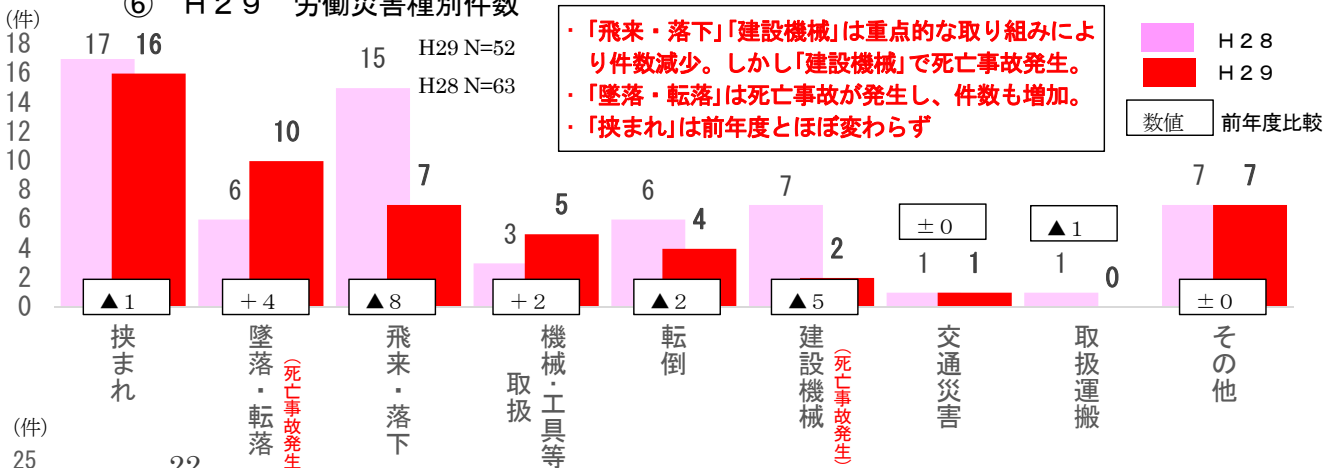 ⑥　Ｈ２９　労働災害種別件数
(件)
18
16
14
12
10
8
6
4
2
0
H29 N=52
H28 N=63
・「飛来・落下」「建設機械」は重点的な取り組みによ
り件数減少。しかし「建設機械」で死亡事故発生。
・「墜落・転落」は死亡事故が発生し、件数も増加。
・「挟まれ」は前年度とほぼ変わらず
Ｈ２８
Ｈ２９
数値　前年度比較
17 16
6 10
15 7
3 5
6 4
7 2
1 1
1 0
7 7
▲1
＋4
▲8
＋2
▲2
▲5
±0
▲1
±0
挟まれ
墜落・転落
(死亡事故発生
飛来・落下
機械・工具等
取扱
転倒
建設機械
(死亡事故発生)
交通災害
取扱運搬
その他
(件)
25
22